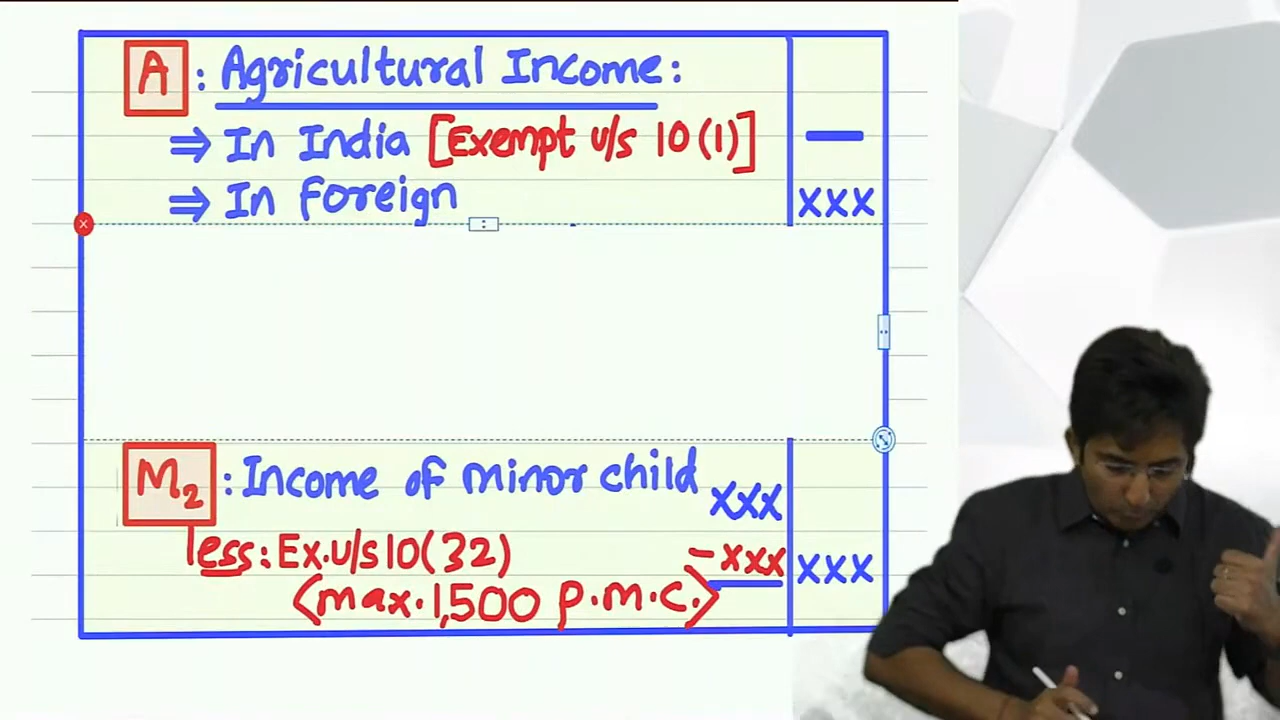 A : Agricultural Income :
⇒ In India [Exempt u/s 10(1)] —
⇒ In foreign xxx
M2 : Income of minor child xxx
less: Ex.u/s10(32) -xxx xxx
<max. 1,500 p.m.c.>